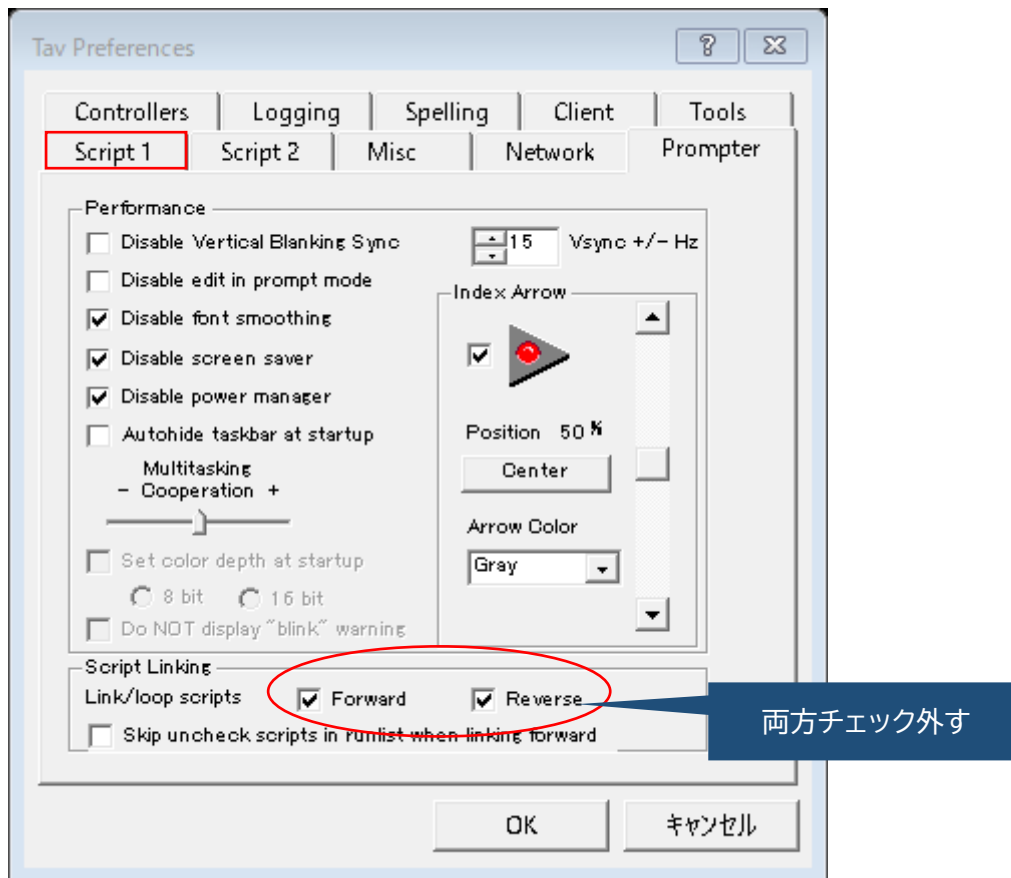 Tav Preferences
Controllers Logging Spelling Client Tools
Script 1 Script 2 Misc Network Prompter
Performance
Disable Vertical Blanking Sync
15 Vsync +/- Hz
Disable edit in prompt mode
Disable font smoothing
Disable screen saver
Disable power manager
Autohide taskbar at startup
Multitasking
- Cooperation +
Set color depth at startup
8 bit 16 bit
Do NOT display "blink" warning
Index Arrow
Position 50 %
Center
Arrow Color
Gray
Script Linking
Link/loop scripts Forward Reverse
Skip uncheck scripts in runlist when linking forward
両方チェック外す
OK キャンセル